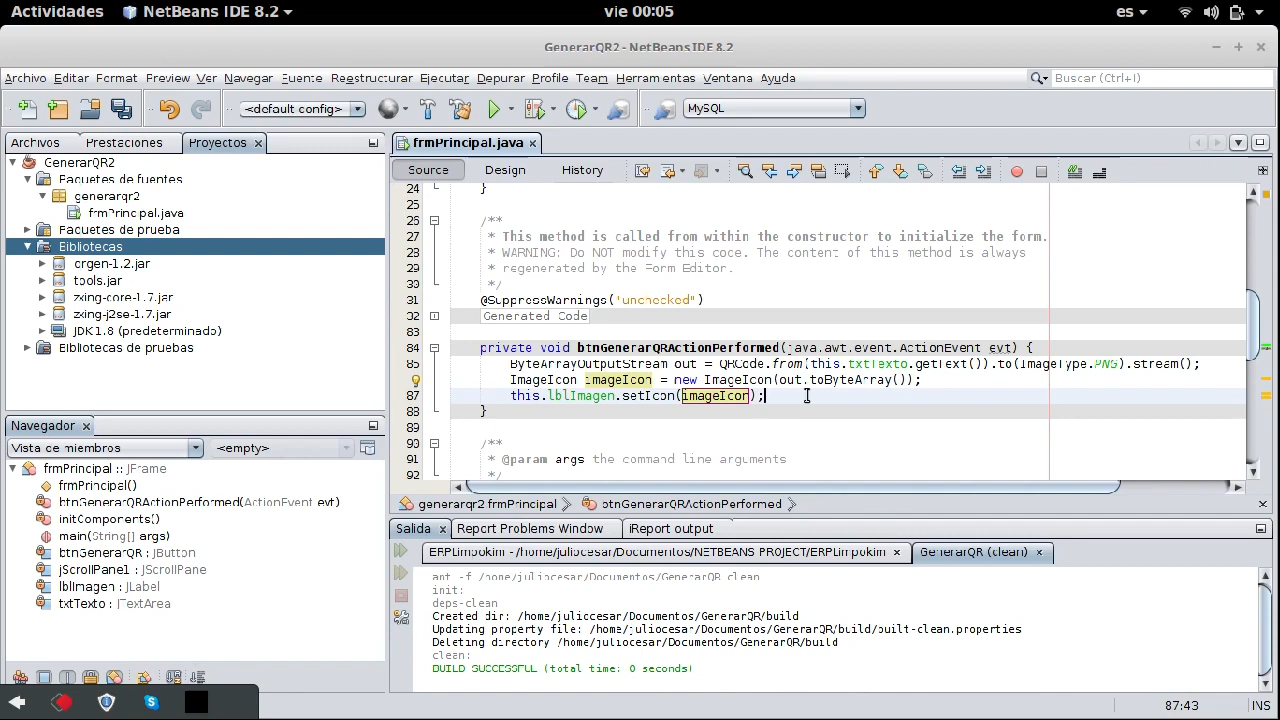 Actividades NetBeans IDE 8.2 vie 00:05 es
GenerarQR2 - NetBeans IDE 8.2
Archivo Editar Format Preview Ver Navegar Fuente Reestructurar Ejecutar Depurar Profile Team Herramientas Ventana Ayuda Buscar (Ctrl+I)
<default config> MySQL
Archivos Prestaciones Proyectos
GenerarQR2
Paquetes de fuentes
generarqr2
frmPrincipal.java
Paquetes de prueba
Bibliotecas
qrgen-1.2.jar
tools.jar
zxing-core-1.7.jar
zxing-j2se-1.7.jar
JDK 1.8 (predeterminado)
Bibliotecas de pruebas
Navegador
Vista de miembros <empty>
frmPrincipal :: JFrame
frmPrincipal()
btnGenerarQRActionPerformed(ActionEvent evt)
initComponents()
main(String[] args)
btnGenerarQR : JButton
jScrollPane1 : JScrollPane
lblImagen : JLabel
txtTexto : JTextArea
frmPrincipal.java
Source Design History
24 }
25
26 /**
27 * This method is called from within the constructor to initialize the form.
28 * WARNING: Do NOT modify this code. The content of this method is always
29 * regenerated by the Form Editor.
30 */
31 @SuppressWarnings("unchecked")
32 Generated Code
83
84 private void btnGenerarQRActionPerformed(java.awt.event.ActionEvent evt) {
85 ByteArrayOutputStream out = QRCode.from(this.txtTexto.getText()).to(ImageType.PNG).stream();
86 ImageIcon imageIcon = new ImageIcon(out.toByteArray());
87 this.lblImagen.setIcon(imageIcon);
88 }
89
90 /**
91 * @param args the command line arguments
92 */
generarqr2.frmPrincipal btnGenerarQRActionPerformed
Salida Report Problems Window iReport output
ERPLimpokim - /home/juliocesar/Documentos/NETBEANS PROJECT/ERPLimpokim GenerarQR (clean)
ant -f /home/juliocesar/Documentos/GenerarQR clean
init:
deps-clean:
Created dir: /home/juliocesar/Documentos/GenerarQR/build
Updating property file: /home/juliocesar/Documentos/GenerarQR/build/built-clean.properties
Deleting directory /home/juliocesar/Documentos/GenerarQR/build
clean:
BUILD SUCCESSFUL (total time: 0 seconds)
87:43 INS